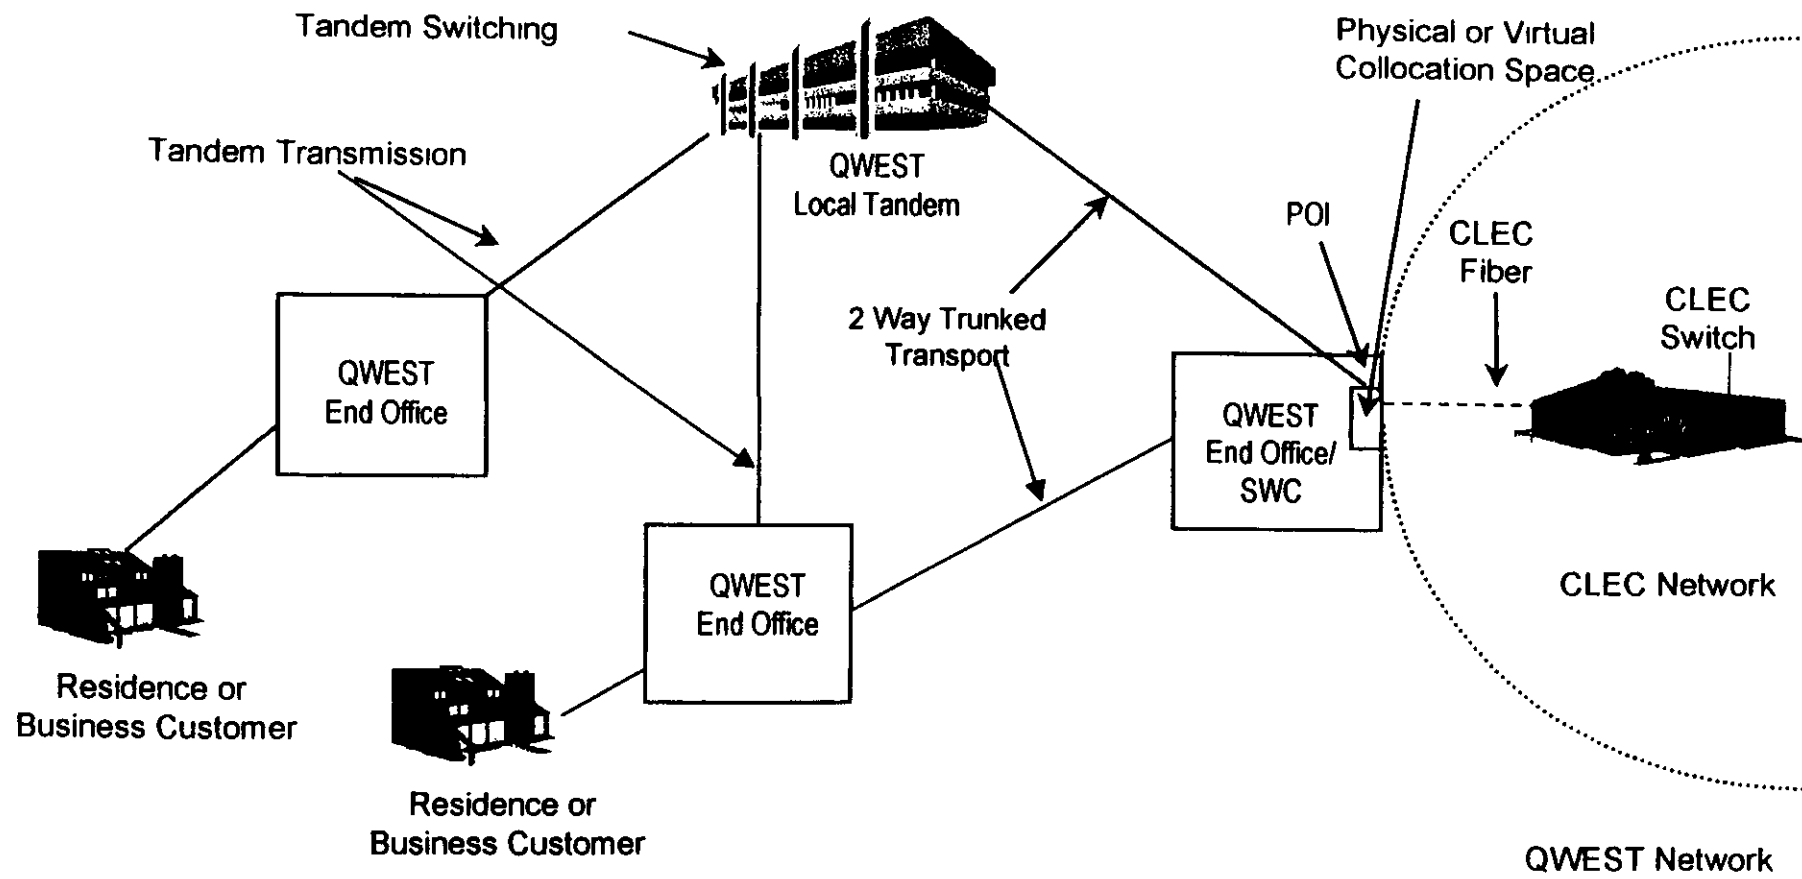 Tandem Switching
Physical or Virtual
Collocation Space
Tandem Transmission
QWEST
Local Tandem
POI
CLEC
Fiber
CLEC
Switch
2 Way Trunked
Transport
QWEST
End Office
QWEST
End Office/
SWC
QWEST
End Office
CLEC Network
Residence or
Business Customer
Residence or
Business Customer
QWEST Network